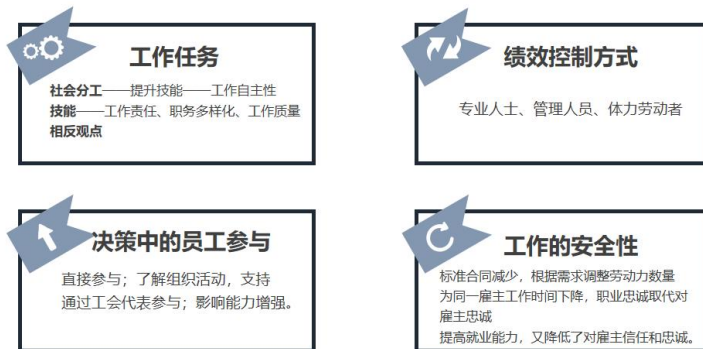 工作任务
社会分工——提升技能——工作自主性
技能——工作责任、职务多样化、工作质量
相反观点
绩效控制方式
专业人士、管理人员、体力劳动者
决策中的员工参与
直接参与；了解组织活动，支持
通过工会代表参与；影响能力增强。
工作的安全性
标准合同减少，根据需求调整劳动力数量
为同一雇主工作时间下降，职业忠诚取代对
雇主忠诚
提高就业能力，又降低了对雇主信任和忠诚。